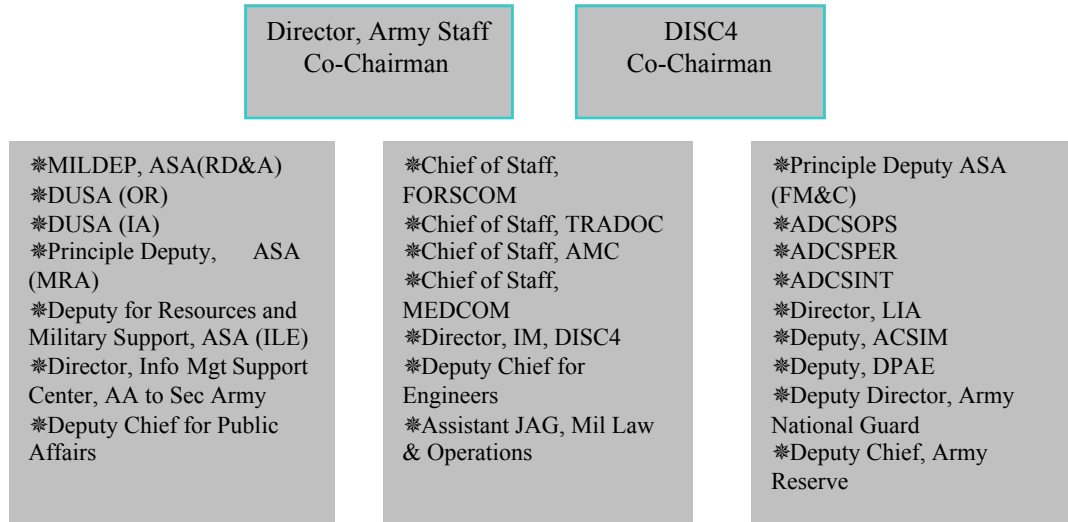 Director, Army Staff
Co-Chairman
DISC4
Co-Chairman
✵MILDEP, ASA(RD&A)
✵DUSA (OR)
✵DUSA (IA)
✵Principle Deputy, ASA
(MRA)
✵Deputy for Resources and
Military Support, ASA (ILE)
✵Director, Info Mgt Support
Center, AA to Sec Army
✵Deputy Chief for Public
Affairs
✵Chief of Staff,
FORSCOM
✵Chief of Staff, TRADOC
✵Chief of Staff, AMC
✵Chief of Staff,
MEDCOM
✵Director, IM, DISC4
✵Deputy Chief for
Engineers
✵Assistant JAG, Mil Law
& Operations
✵Principle Deputy ASA
(FM&C)
✵ADCSOPS
✵ADCSPER
✵ADCSINT
✵Director, LIA
✵Deputy, ACSIM
✵Deputy, DPAE
✵Deputy Director, Army
National Guard
✵Deputy Chief, Army
Reserve